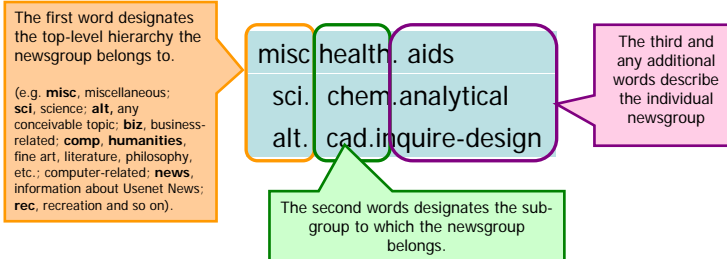 The first word designates
the top-level hierarchy the
newsgroup belongs to.
(e.g. misc, miscellaneous;
sci, science; alt, any
conceivable topic; biz, business-
related; comp, humanities,
fine art, literature, philosophy,
etc.; computer-related; news,
information about Usenet News;
rec, recreation and so on).
misc health. aids
sci. chem.analytical
alt. cad.inquire-design
The third and
any additional
words describe
the individual
newsgroup
The second words designates the sub-
group to which the newsgroup
belongs.